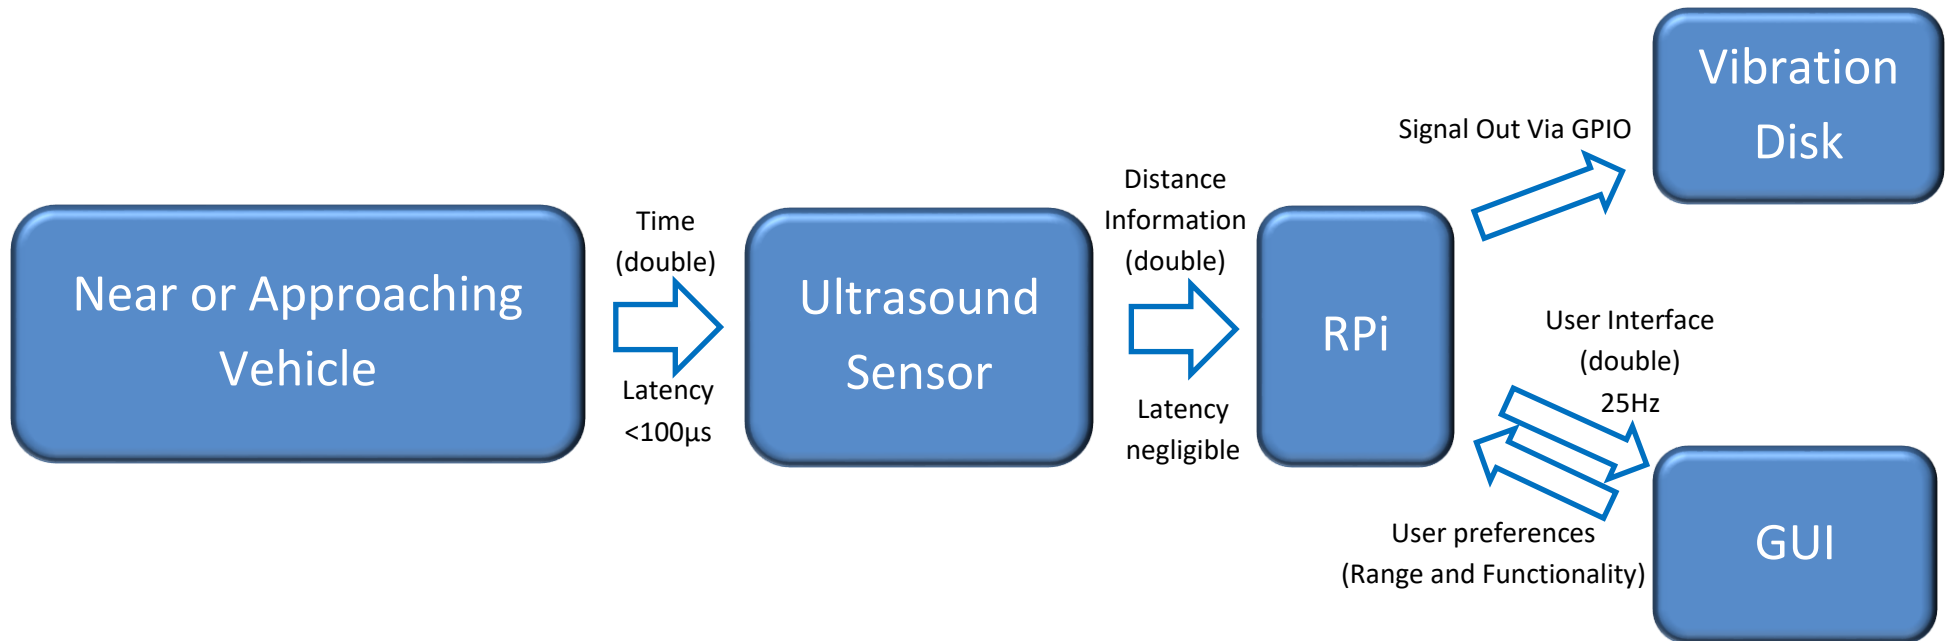 Near or Approaching
Vehicle
Time
(double)
Latency
<100µs
Ultrasound
Sensor
Distance
Information
(double)
Latency
negligible
RPi
Signal Out Via GPIO
Vibration
Disk
User Interface
(double)
25Hz
User preferences
(Range and Functionality)
GUI